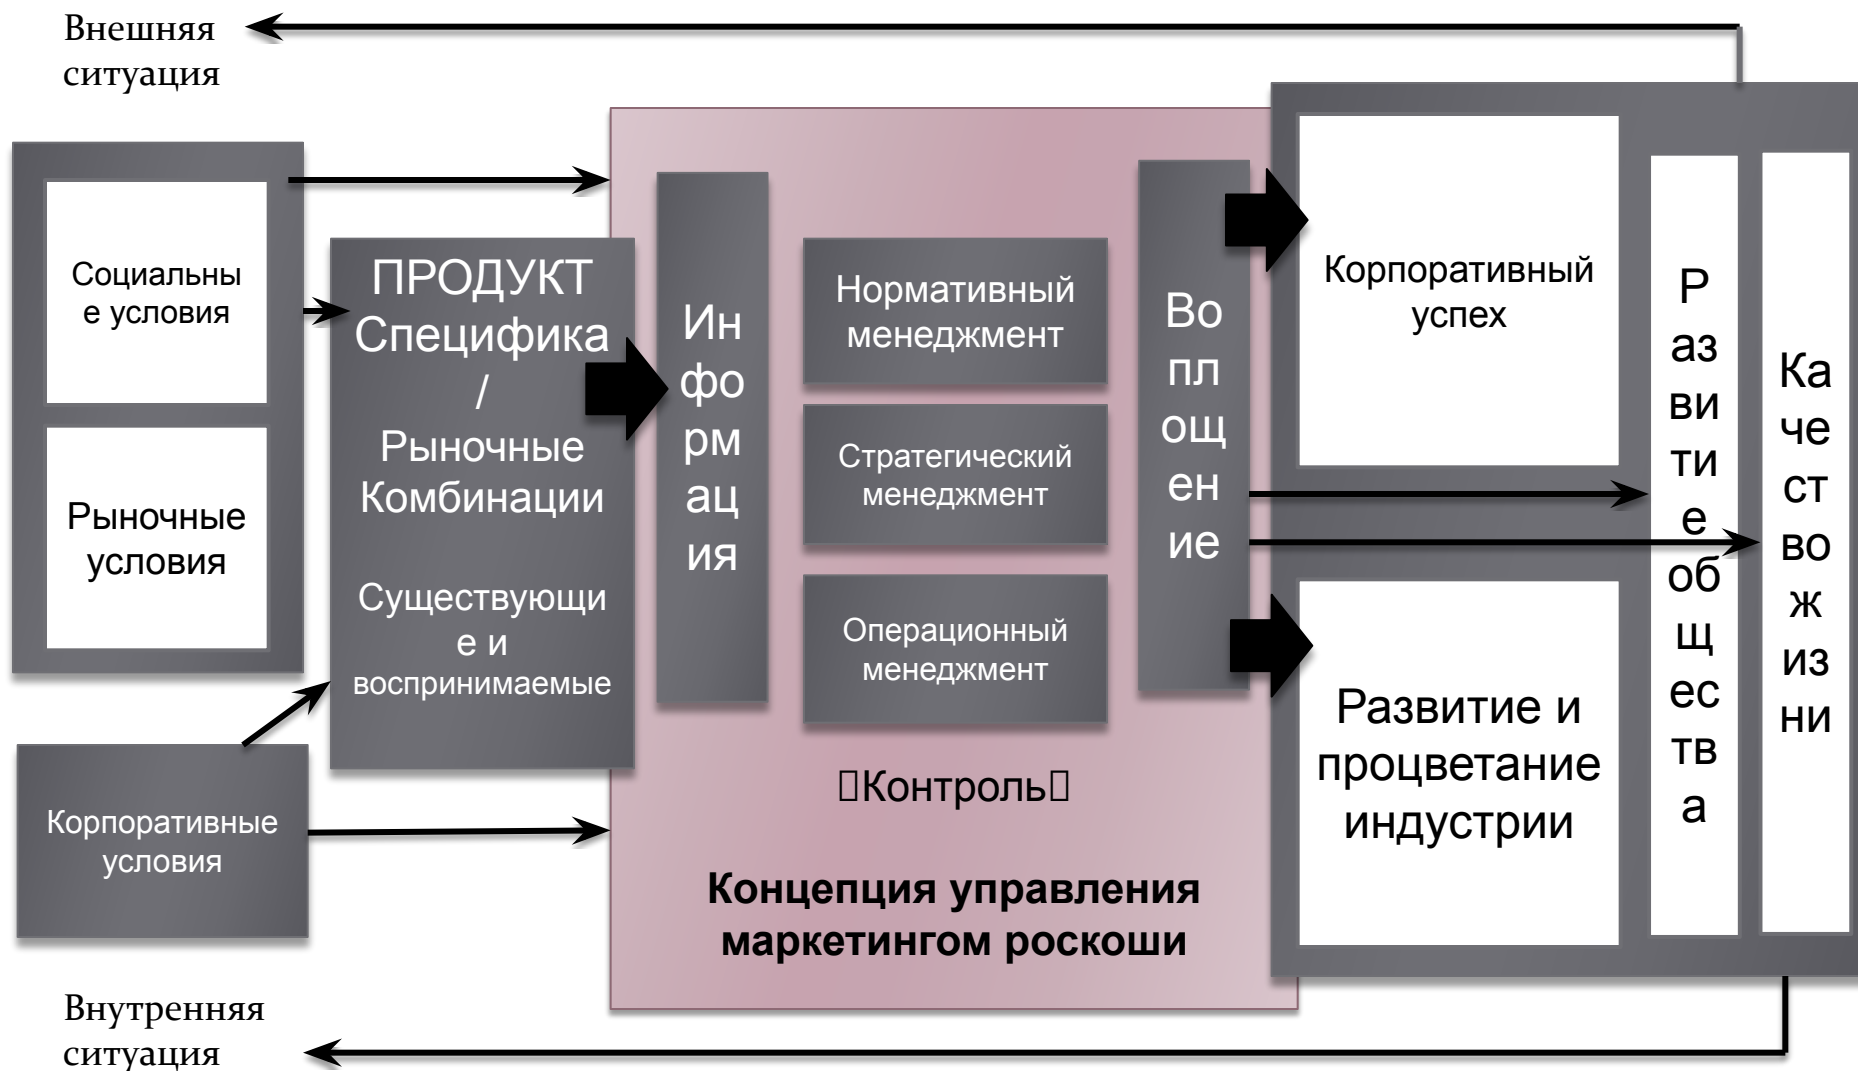 Внешняя
ситуация
Социальны
е условия
Рыночные
условия
Корпоративные
условия
Внутренняя
ситуация
ПРОДУКТ
Специфика
/
Рыночные
Комбинации
Существующи
е и
воспринимаемые
Ин
фо
рм
ац
ия
Нормативный
менеджмент
Стратегический
менеджмент
Операционный
менеджмент
Контроль
Концепция управления
маркетингом роскоши
Во
пл
ощ
ен
ие
Корпоративный
успех
Развитие и
процветание
индустрии
Р
аз
ви
ти
е
об
щ
ес
тв
а
Ка
че
ст
во
ж
из
ни